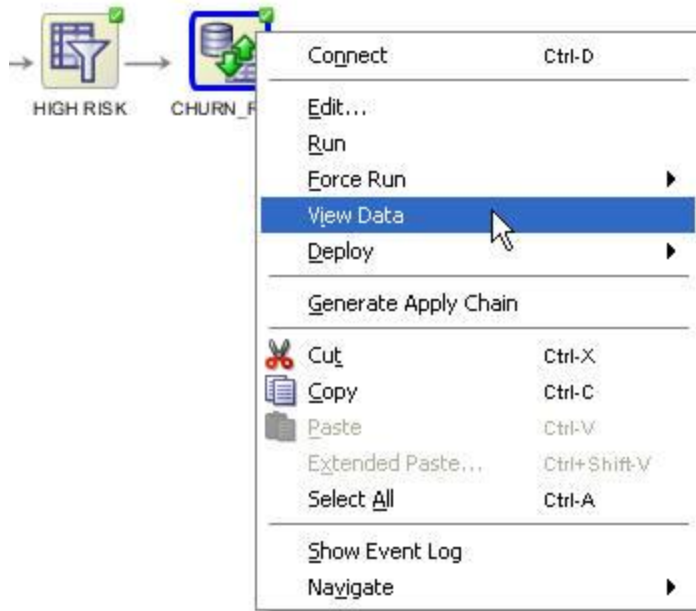 HIGH RISK
CHURN_
Connect Ctrl-D
Edit...
Run
Force Run
View Data
Deploy
Generate Apply Chain
Cut Ctrl-X
Copy Ctrl-C
Paste Ctrl-V
Extended Paste... Ctrl+Shift-V
Select All Ctrl-A
Show Event Log
Navigate